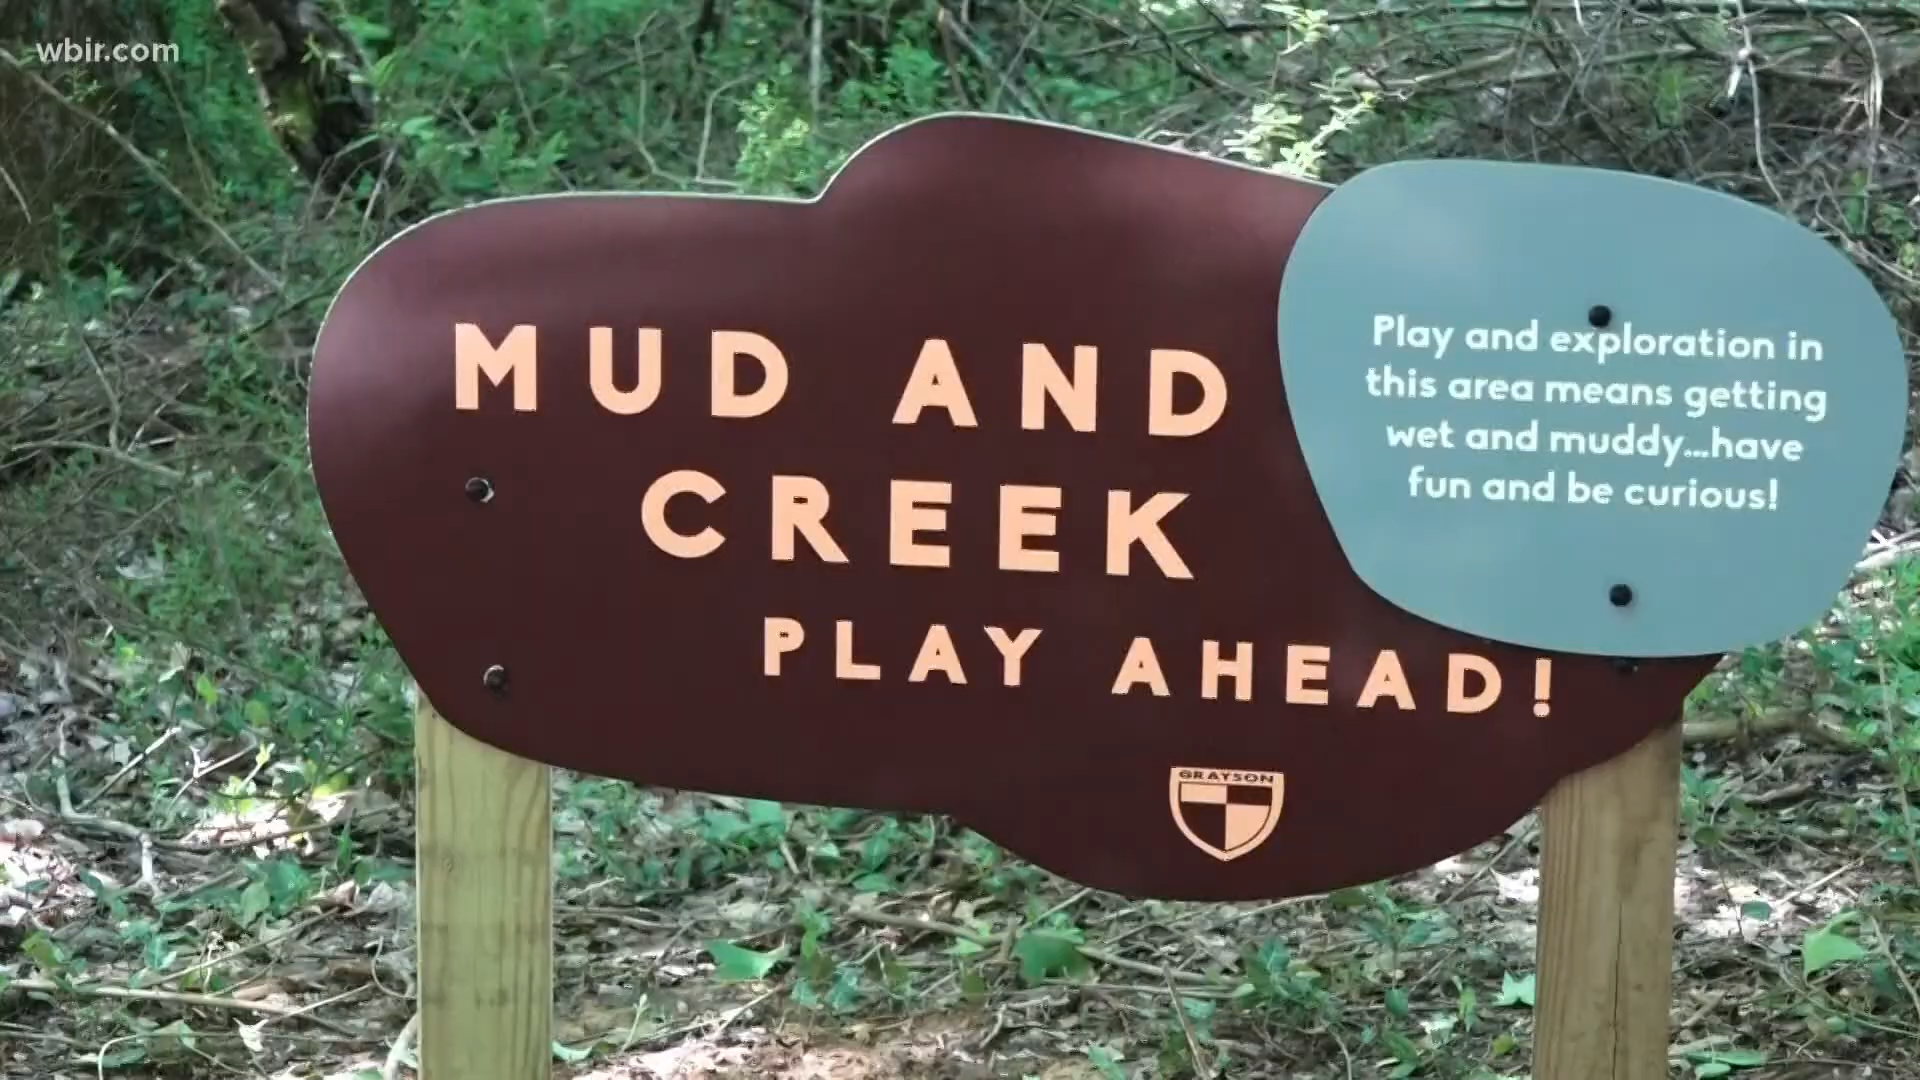 wbir.com
MUD AND
CREEK
PLAY AHEAD!
Play and exploration in
this area means getting
wet and muddy...have
fun and be curious!
GRAYSON